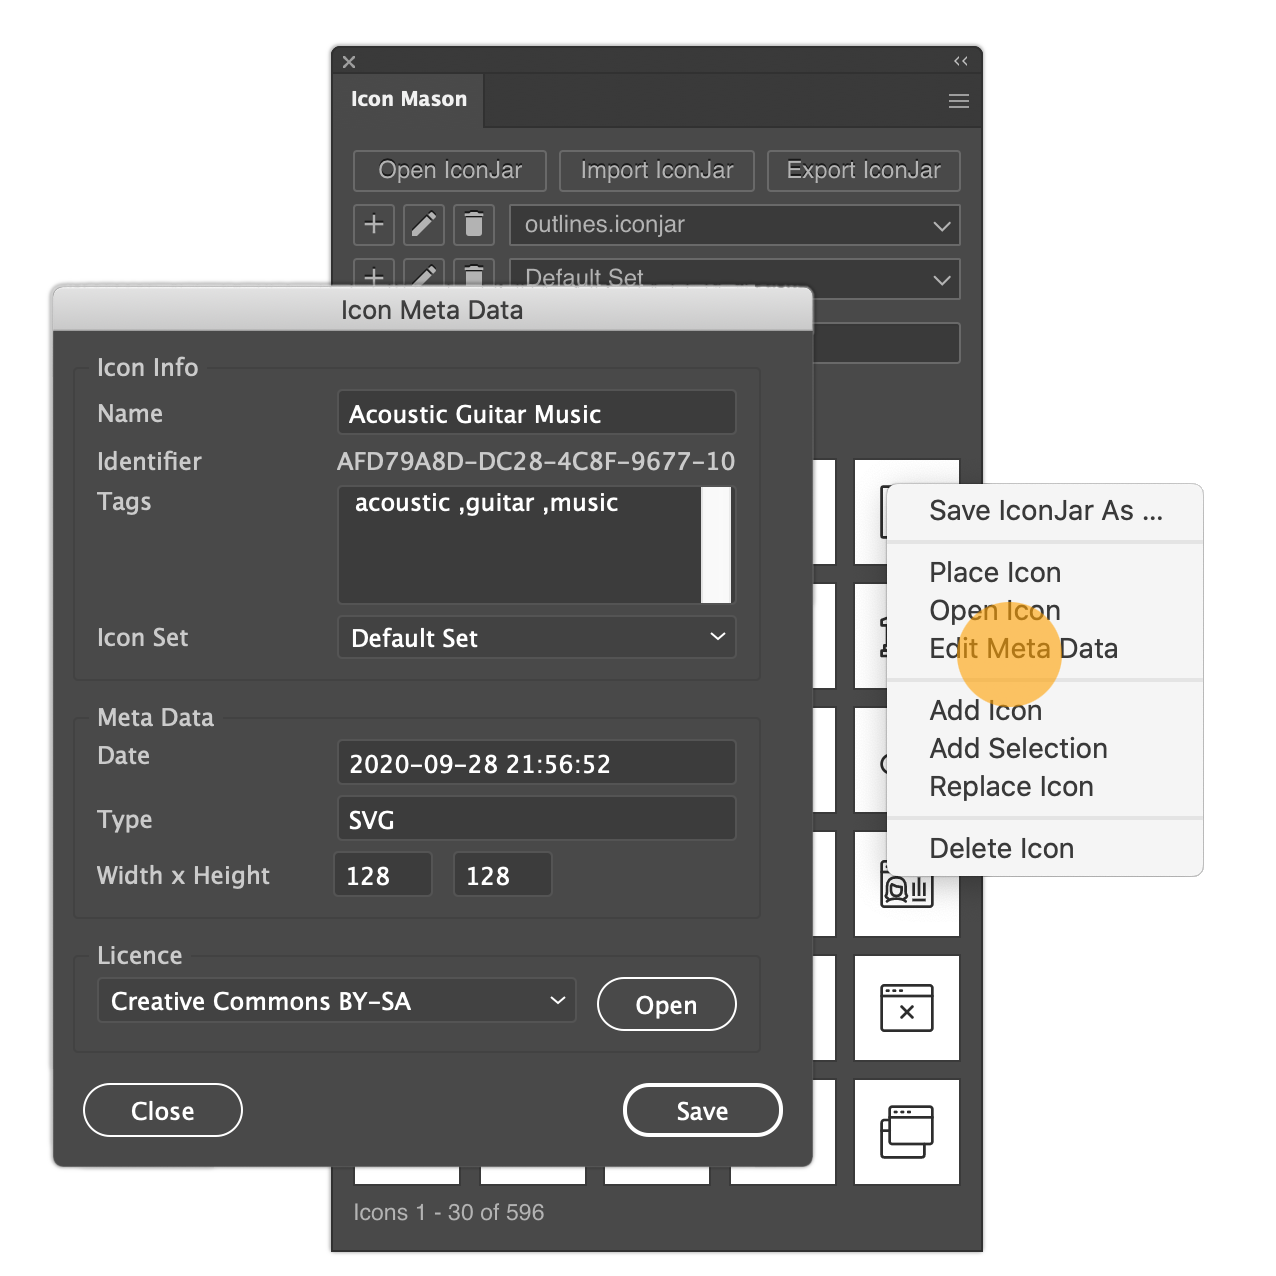 Icon Mason
Open IconJar
Import IconJar
Export IconJar
outlines.iconjar
Default Set
Icon Meta Data
Icon Info
Name
Acoustic Guitar Music
Identifier
AFD79A8D-DC28-4C8F-9677-10
Tags
acoustic ,guitar ,music
Icon Set
Default Set
Meta Data
Date
2020-09-28 21:56:52
Type
SVG
Width x Height
128
128
Licence
Creative Commons BY-SA
Open
Close
Save
Save IconJar As ...
Place Icon
Open Icon
Edit Meta Data
Add Icon
Add Selection
Replace Icon
Delete Icon
Icons 1 - 30 of 596